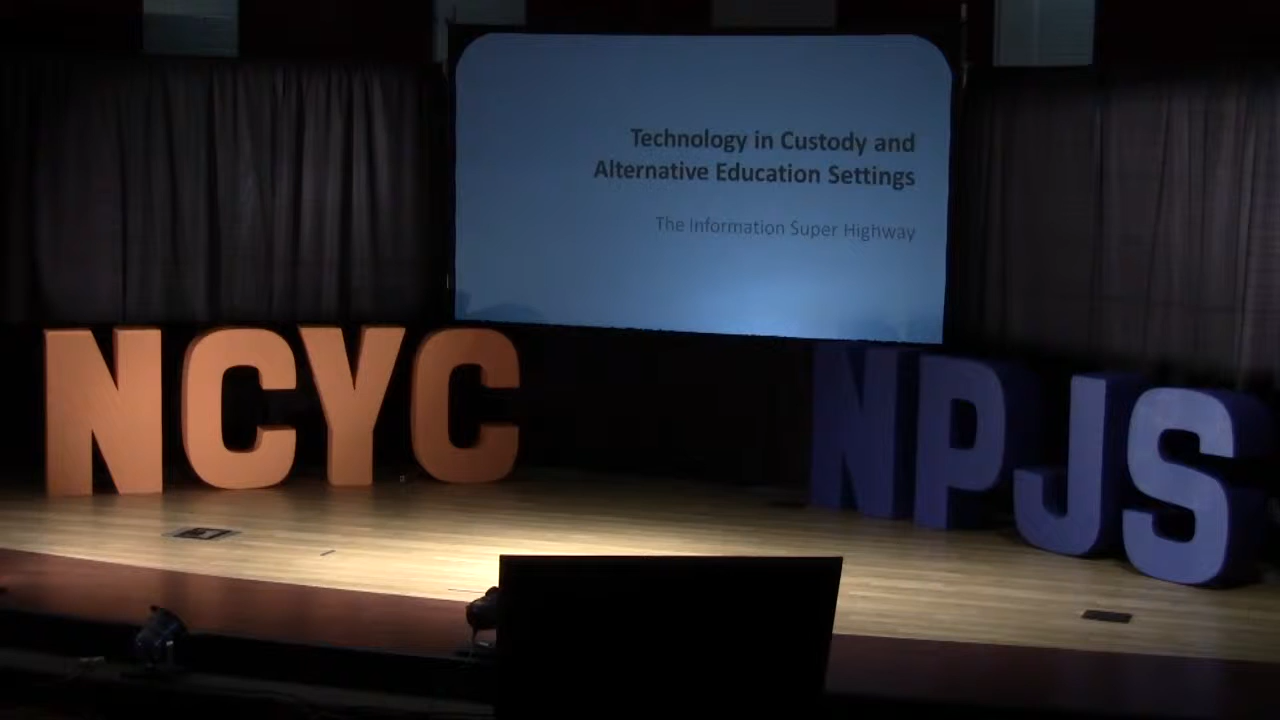 Technology in Custody and
Alternative Education Settings
The Information Super Highway
NCYC
NPJS